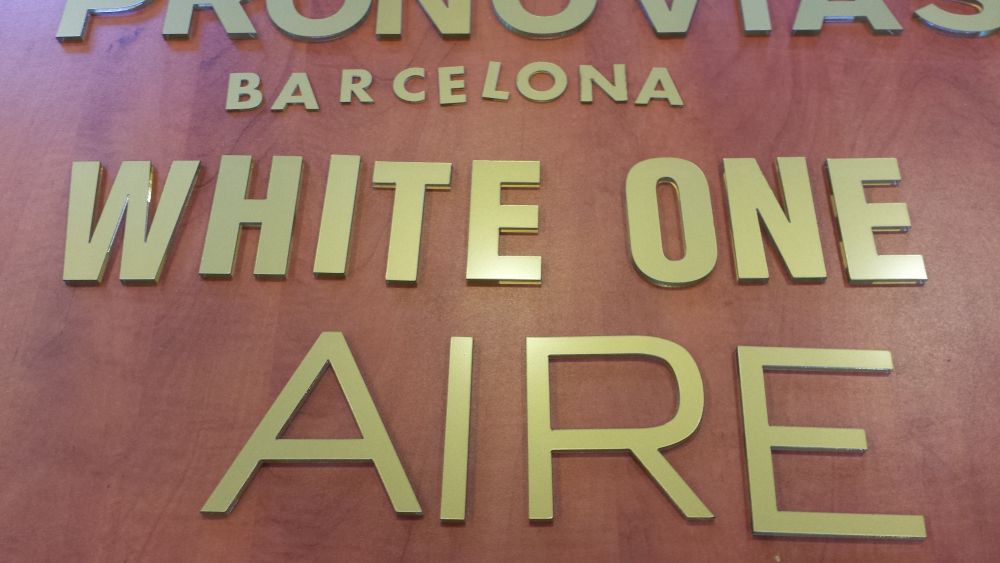 PRONOVIAS
BARCELONA
WHITE ONE
AIRE